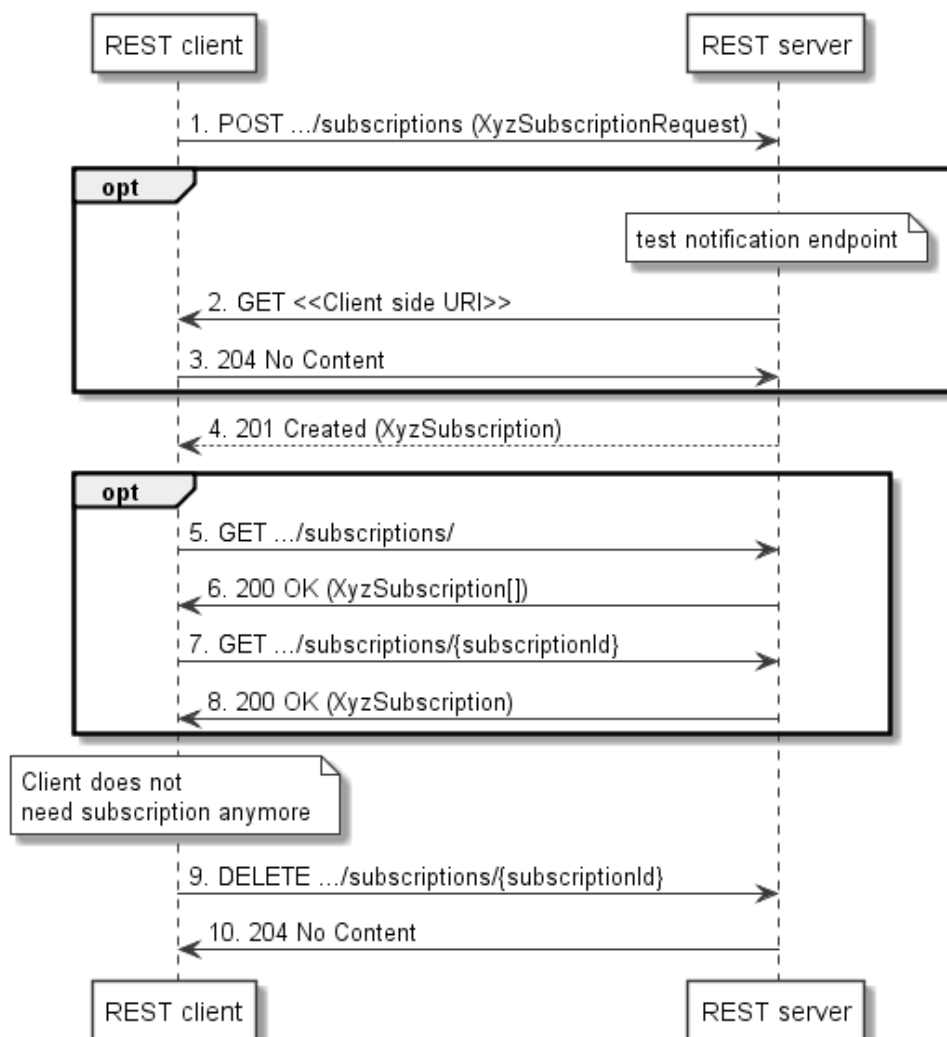 REST client
REST server
1. POST .../subscriptions (XyzSubscriptionRequest)
opt
test notification endpoint
2. GET <<Client side URI>>
3. 204 No Content
4. 201 Created (XyzSubscription)
opt
5. GET .../subscriptions/
6. 200 OK (XyzSubscription[])
7. GET .../subscriptions/{subscriptionId}
8. 200 OK (XyzSubscription)
Client does not
need subscription anymore
9. DELETE .../subscriptions/{subscriptionId}
10. 204 No Content
REST client
REST server